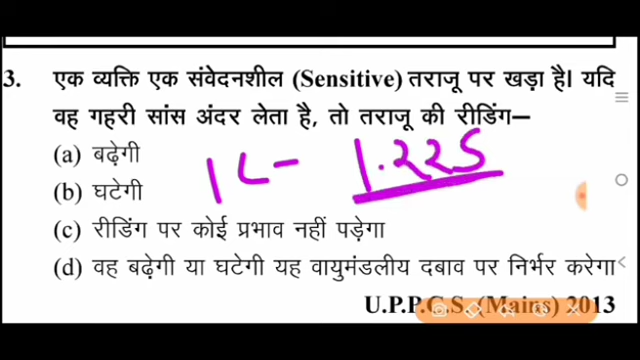 3. एक व्यक्ति एक संवेदनशील (Sensitive) तराजू पर खड़ा है। यदि
वह गहरी सांस अंदर लेता है, तो तराजू की रीडिंग–
(a) बढ़ेगी
1L– 1.225
(b) घटेगी
(c) रीडिंग पर कोई प्रभाव नहीं पड़ेगा
(d) वह बढ़ेगी या घटेगी यह वायुमंडलीय दबाव पर निर्भर करेगा
U.P.P.C.S. (Mains) 2013